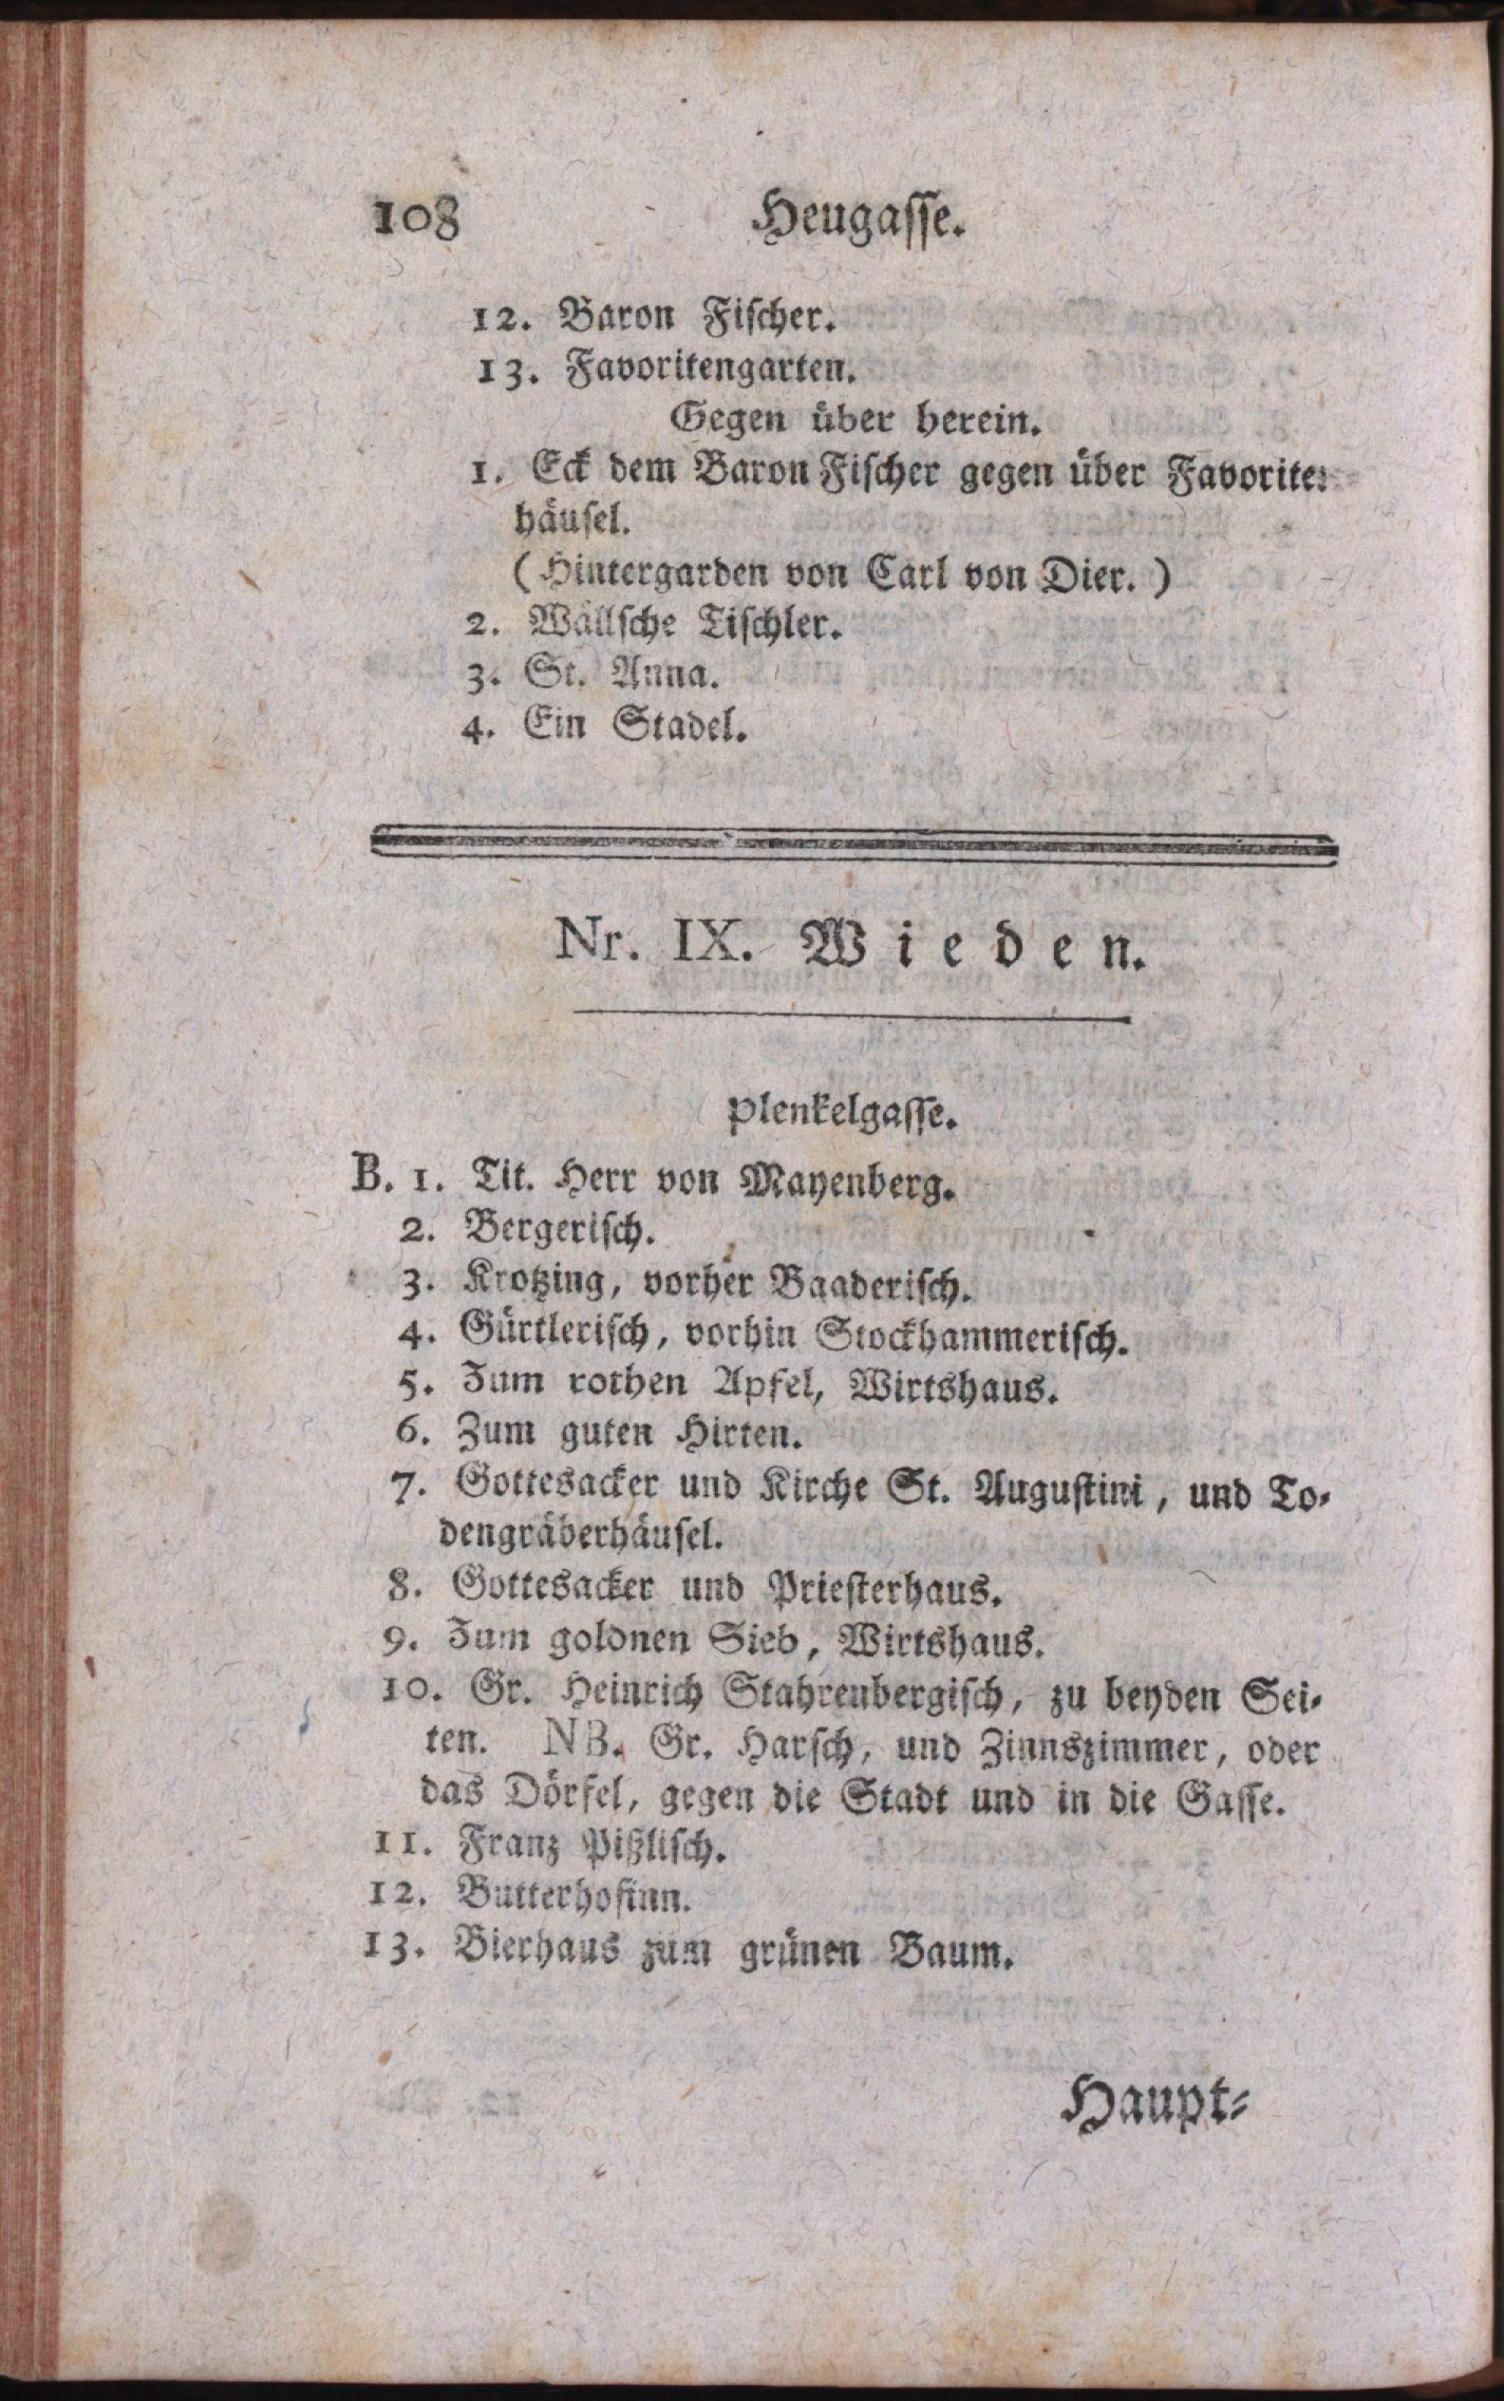 108 Heugasse.
12. Baron Fischer.
13. Favoritengarten.
Gegen über herein.
1. Eck dem Baron Fischer gegen über Favoriten-
häusel.
(Hintergarden von Carl von Dier.)
2. Wällsche Tischler.
3. St. Anna.
4. Ein Stadel.
Nr. IX. Wieden.
Plenkelgasse.
B. 1. Tit. Herr von Mayenberg.
2. Bergerisch.
3. Krotzing, vorher Baaderisch.
4. Gürtlerisch, vorhin Stockhammerisch.
5. Zum rothen Apfel, Wirtshaus.
6. Zum guten Hirten.
7. Gottesacker und Kirche St. Augustini, und To-
dengräberhäusel.
8. Gottesacker und Priesterhaus.
9. Zum goldnen Sieb, Wirtshaus.
10. Gr. Heinrich Stahrenbergisch, zu beyden Sei-
ten. NB. Gr. Harsch, und Zinnszimmer, oder
das Dörfel, gegen die Stadt und in die Gasse.
11. Franz Pißlisch.
12. Butterhofinn.
13. Bierhaus zum grünen Baum.
Haupt-